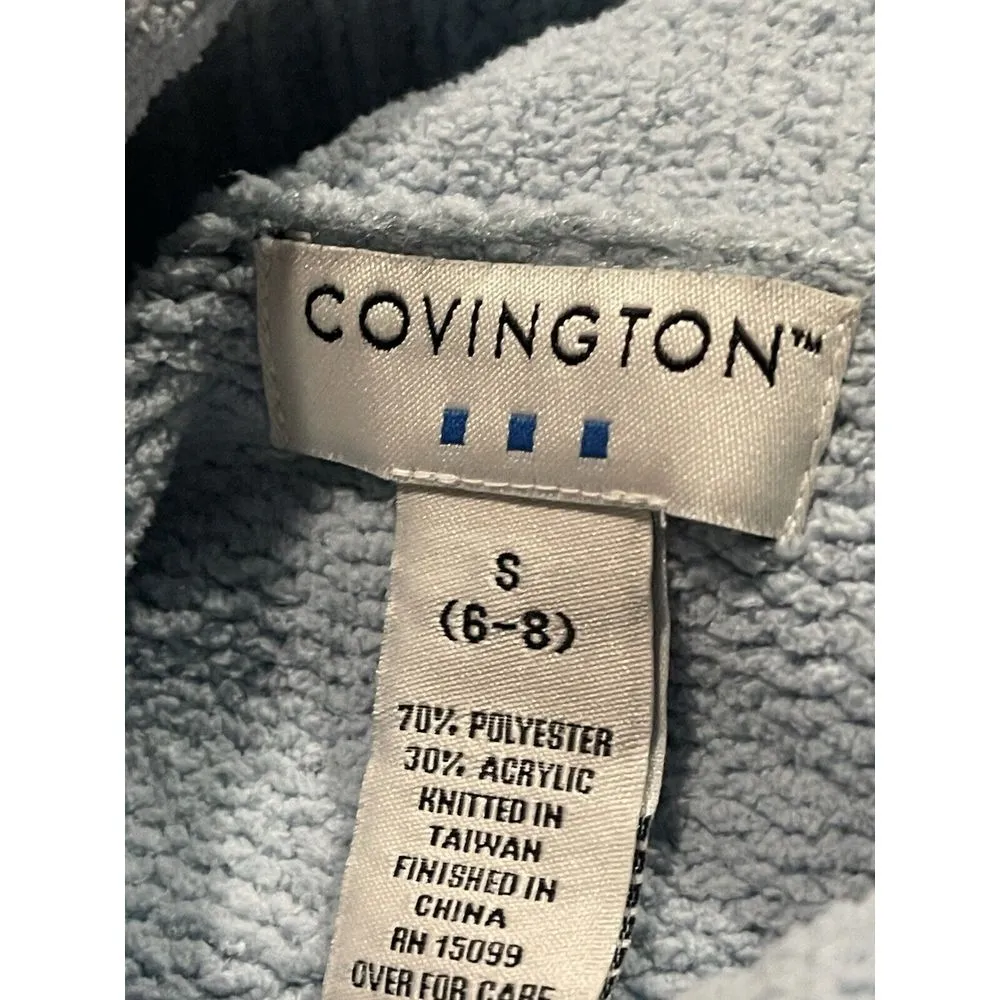 COVINGTON™
S
(6-8)
70% POLYESTER
30% ACRYLIC
KNITTED IN
TAIWAN
FINISHED IN
CHINA
RN 15099
OVER FOR CARE